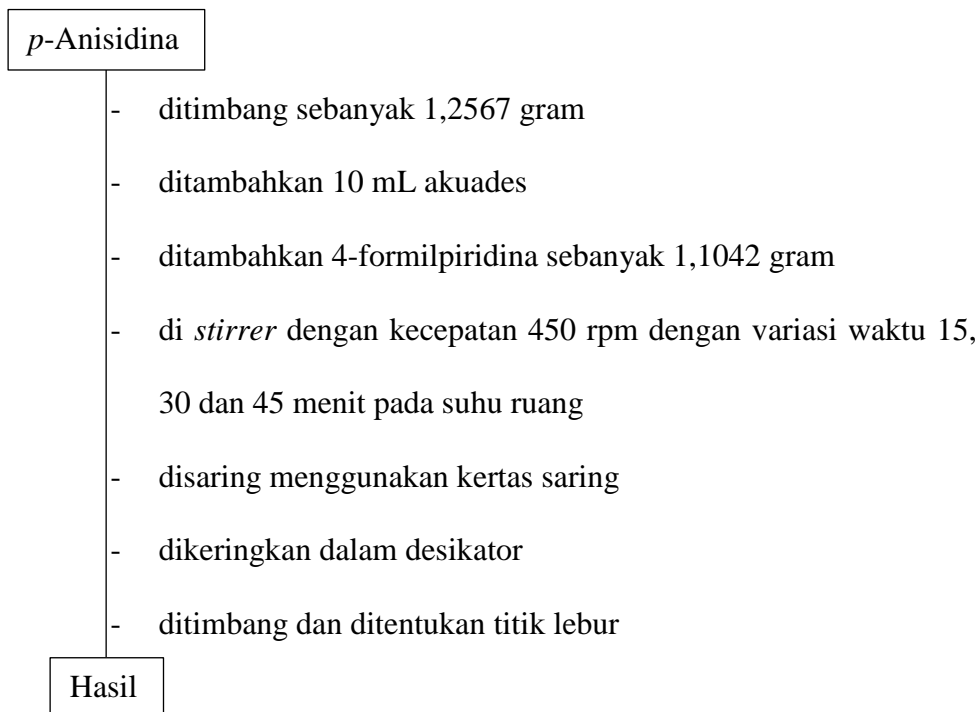 p-Anisidina
- ditimbang sebanyak 1,2567 gram
- ditambahkan 10 mL akuades
- ditambahkan 4-formilpiridina sebanyak 1,1042 gram
- di stirrer dengan kecepatan 450 rpm dengan variasi waktu 15,
30 dan 45 menit pada suhu ruang
- disaring menggunakan kertas saring
- dikeringkan dalam desikator
- ditimbang dan ditentukan titik lebur
Hasil